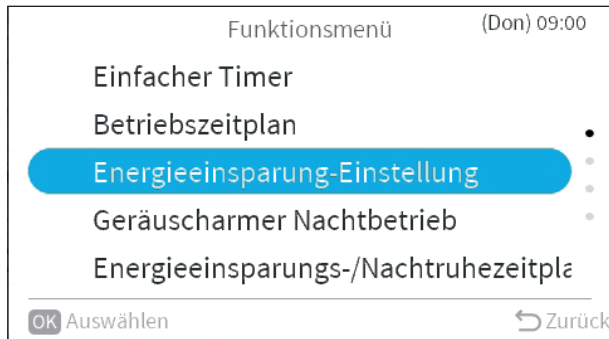 Funktionsmenü (Don) 09:00
Einfacher Timer
Betriebszeitplan
Energieeinsparung-Einstellung
Geräuscharmer Nachtbetrieb
Energieeinsparungs-/Nachtruhezeitpla
OK Auswählen Zurück